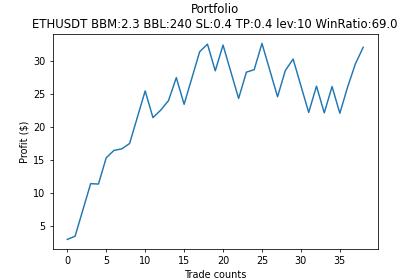 Portfolio
ETHUSDT BBM:2.3 BBL:240 SL:0.4 TP:0.4 lev:10 WinRatio:69.0
Profit ($)
30
25
20
15
10
5
0 5 10 15 20 25 30 35
Trade counts